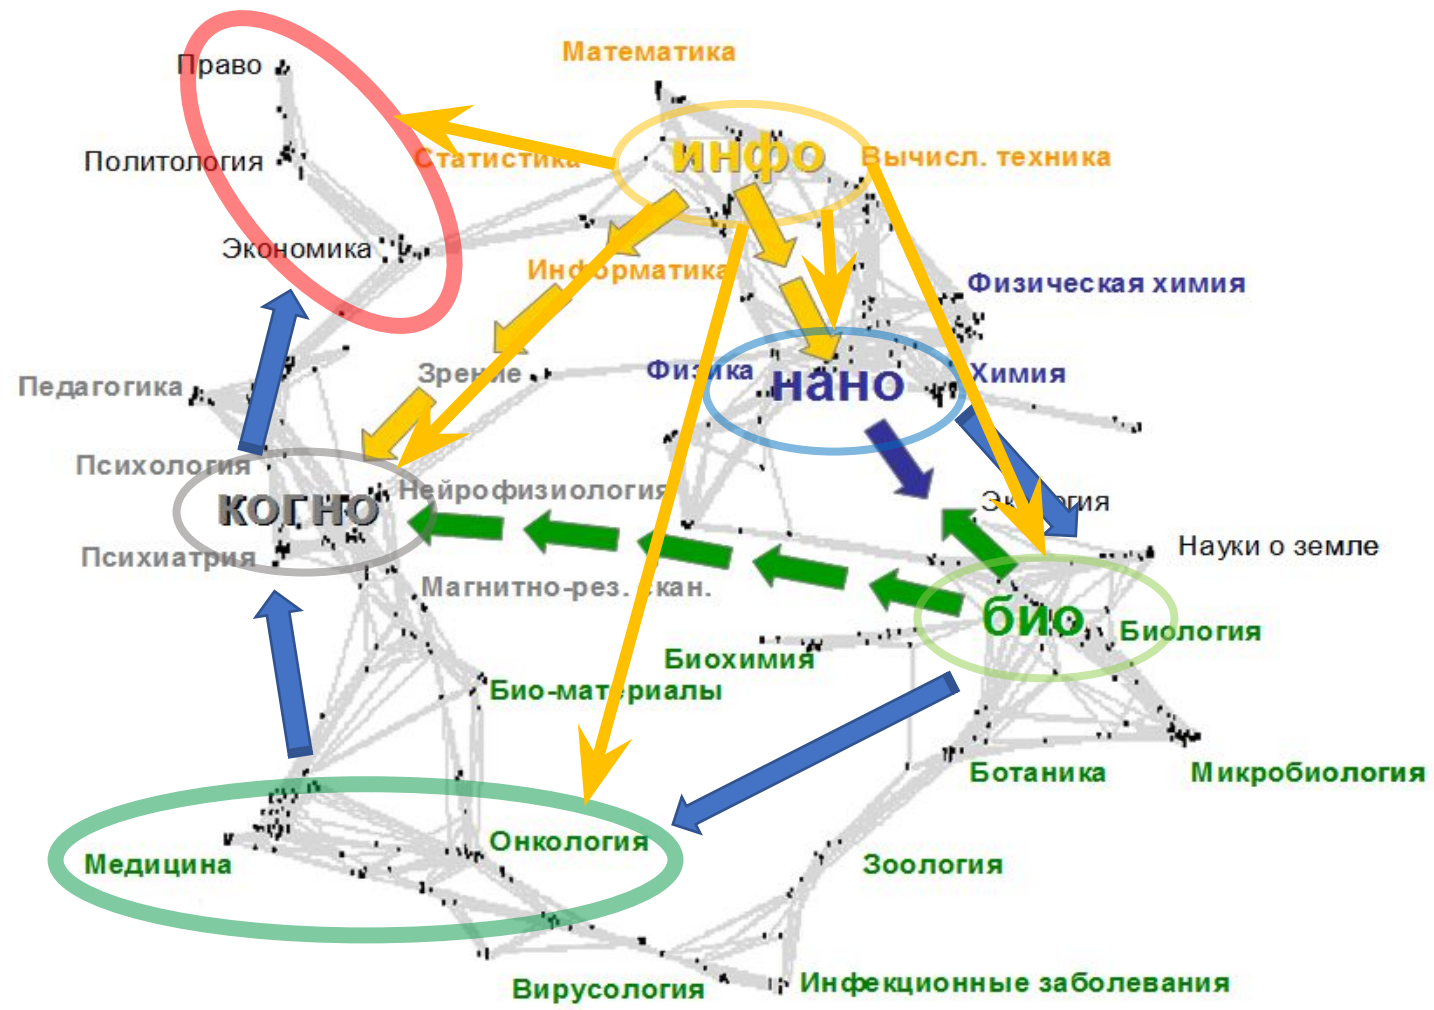 Математика
Право
инфо
Политология
Статистика
Вычисл. техника
Экономика
Информатика
Физическая химия
Педагогика
Зрение
Физика
нано
Химия
Психология
когно
Нейрофизиология
Экология
Психиатрия
Науки о земле
Магнитно-рез. скан.
био
Биология
Биохимия
Био-материалы
Ботаника
Микробиология
Онкология
Медицина
Зоология
Вирусология
Инфекционные заболевания